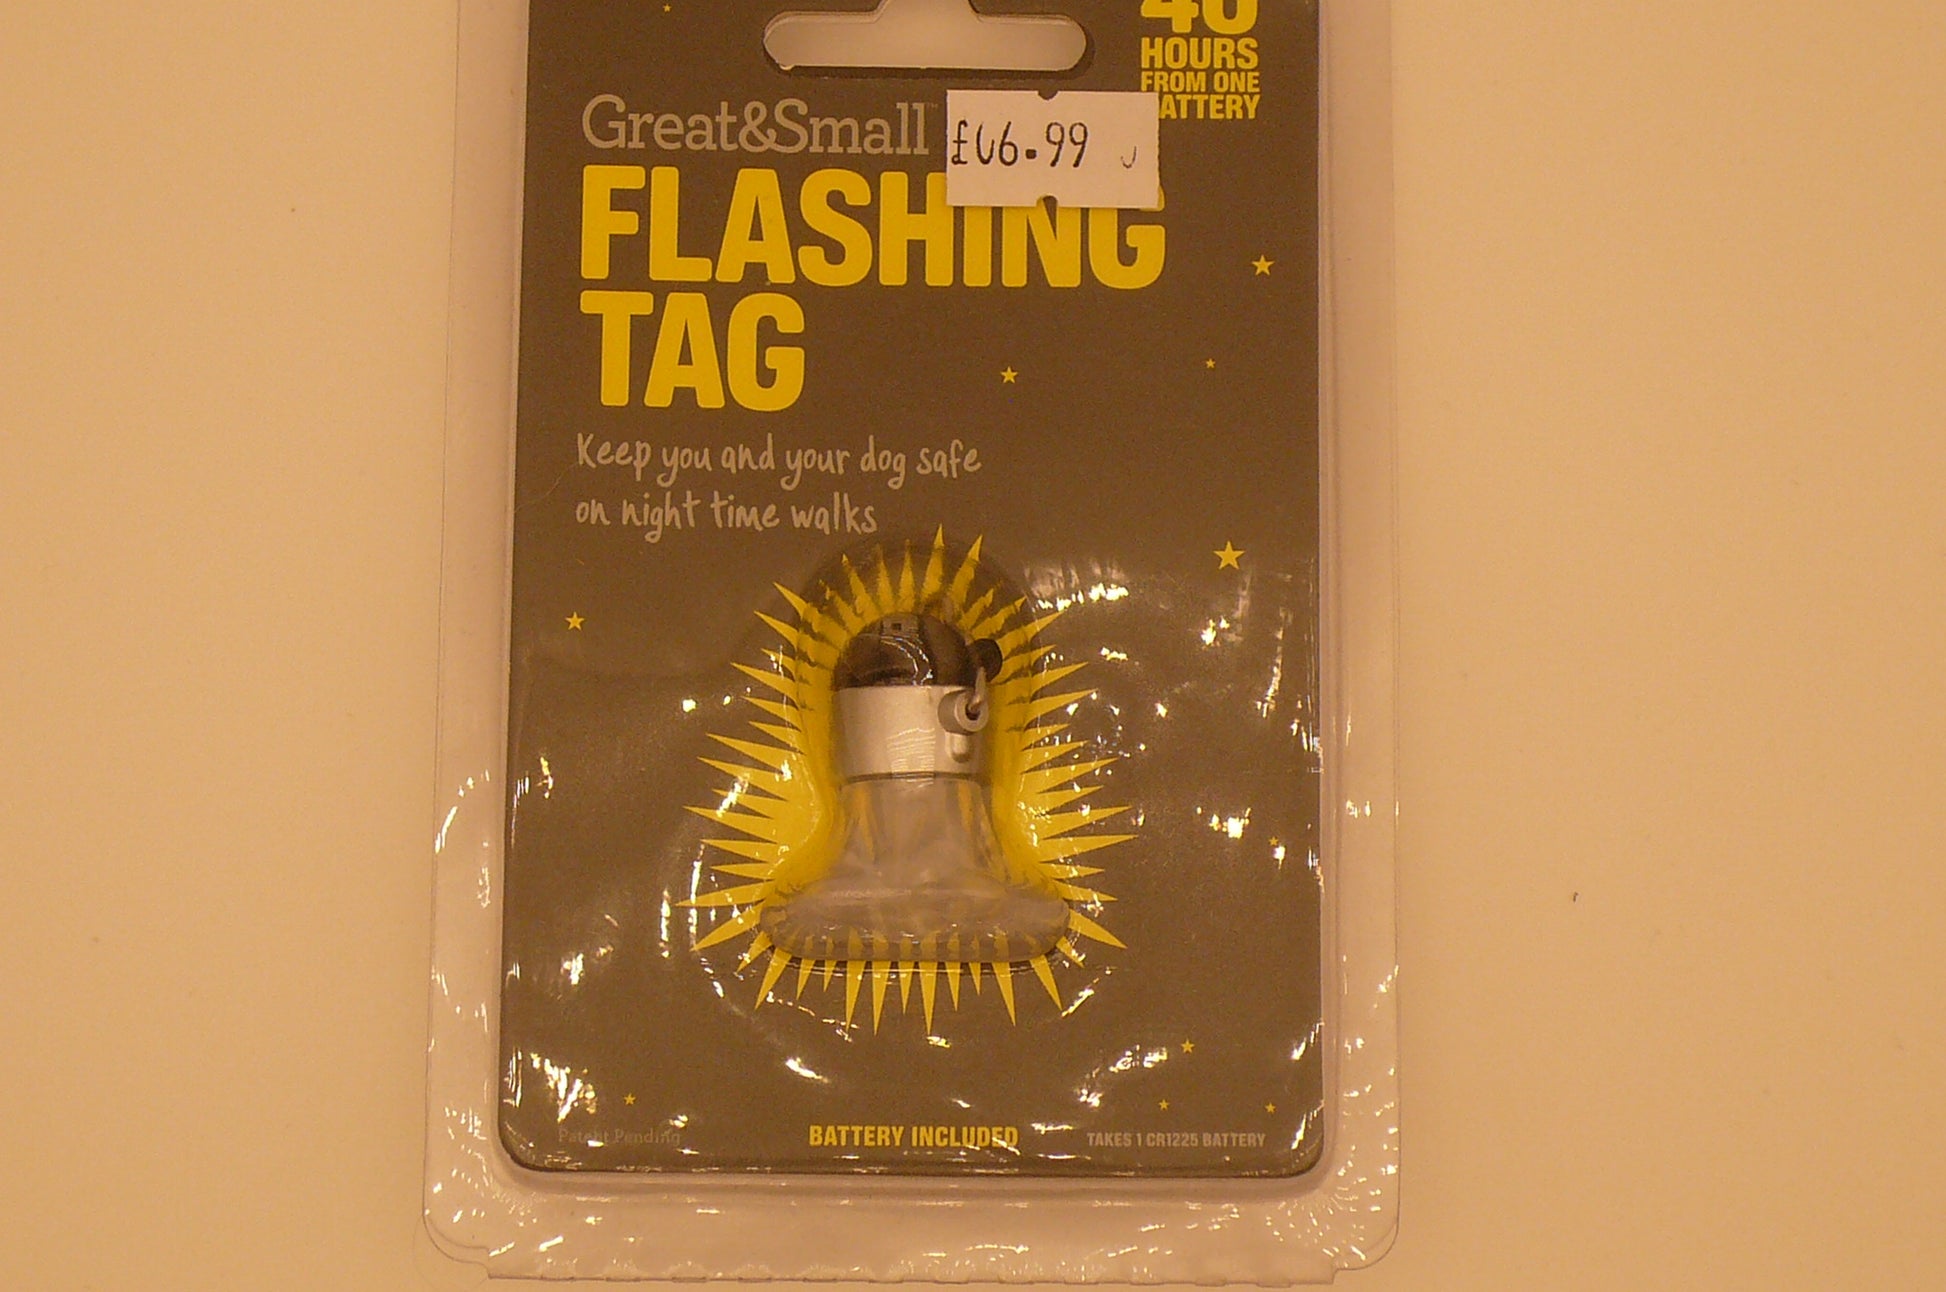 40
HOURS
FROM ONE
BATTERY
Great&Small™
£06.99
FLASHING
TAG
Keep you and your dog safe
on night time walks
Patent Pending
BATTERY INCLUDED
TAKES 1 CR1225 BATTERY